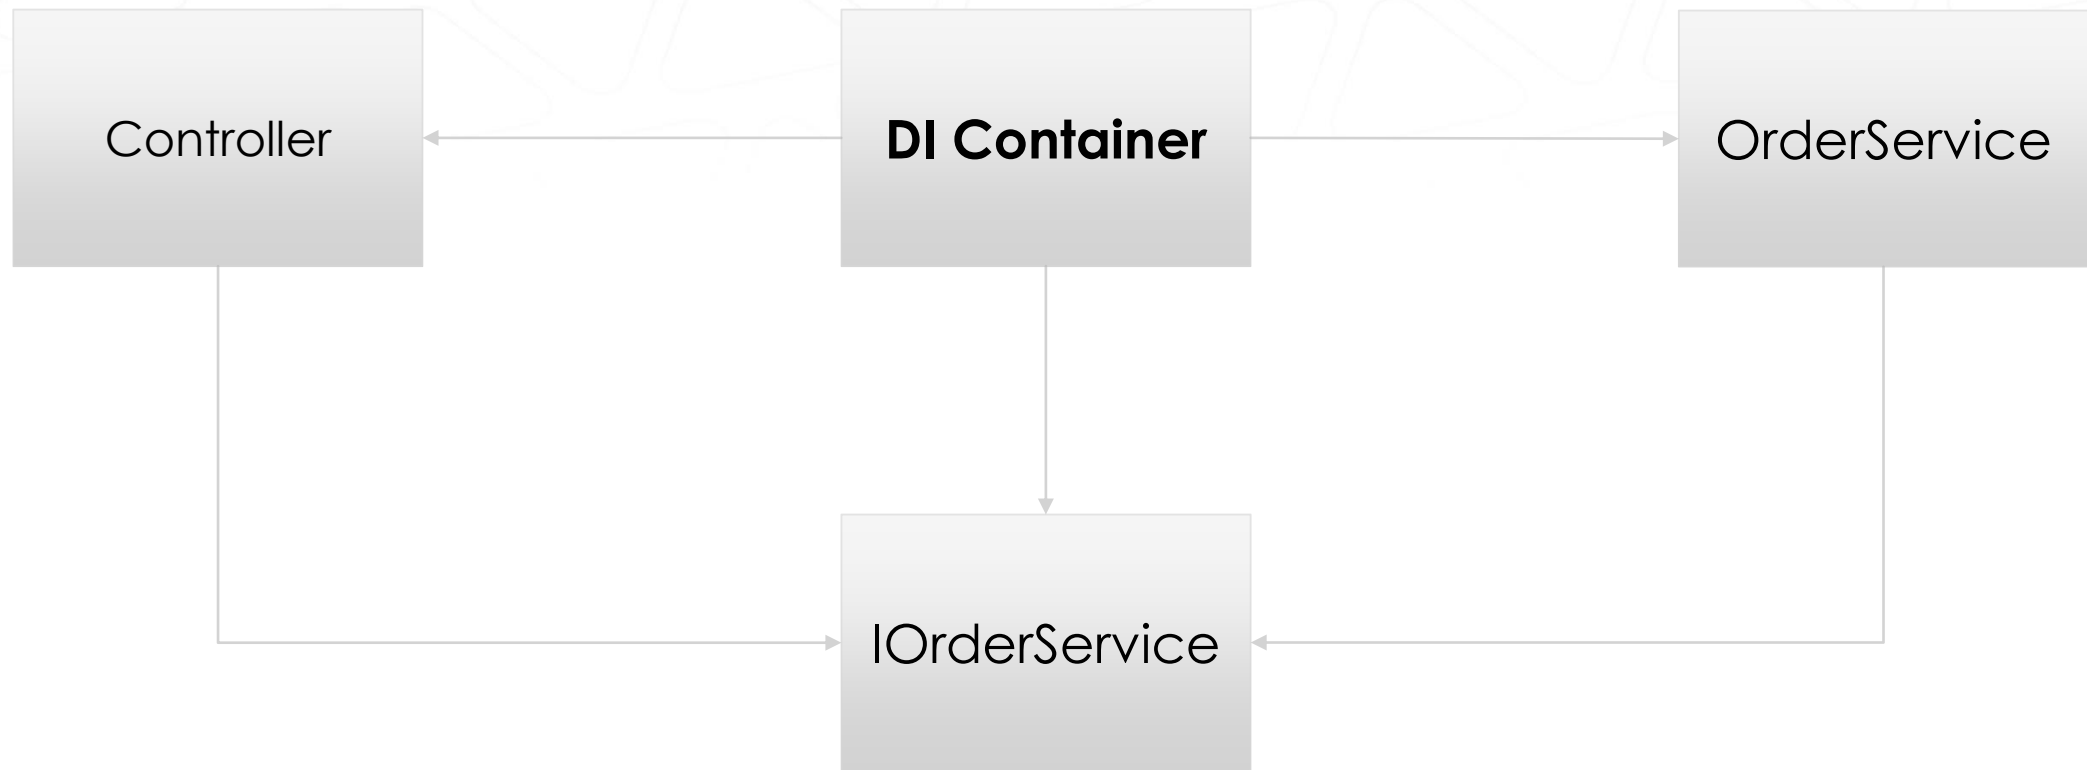 Controller
DI Container
OrderService
IOrderService